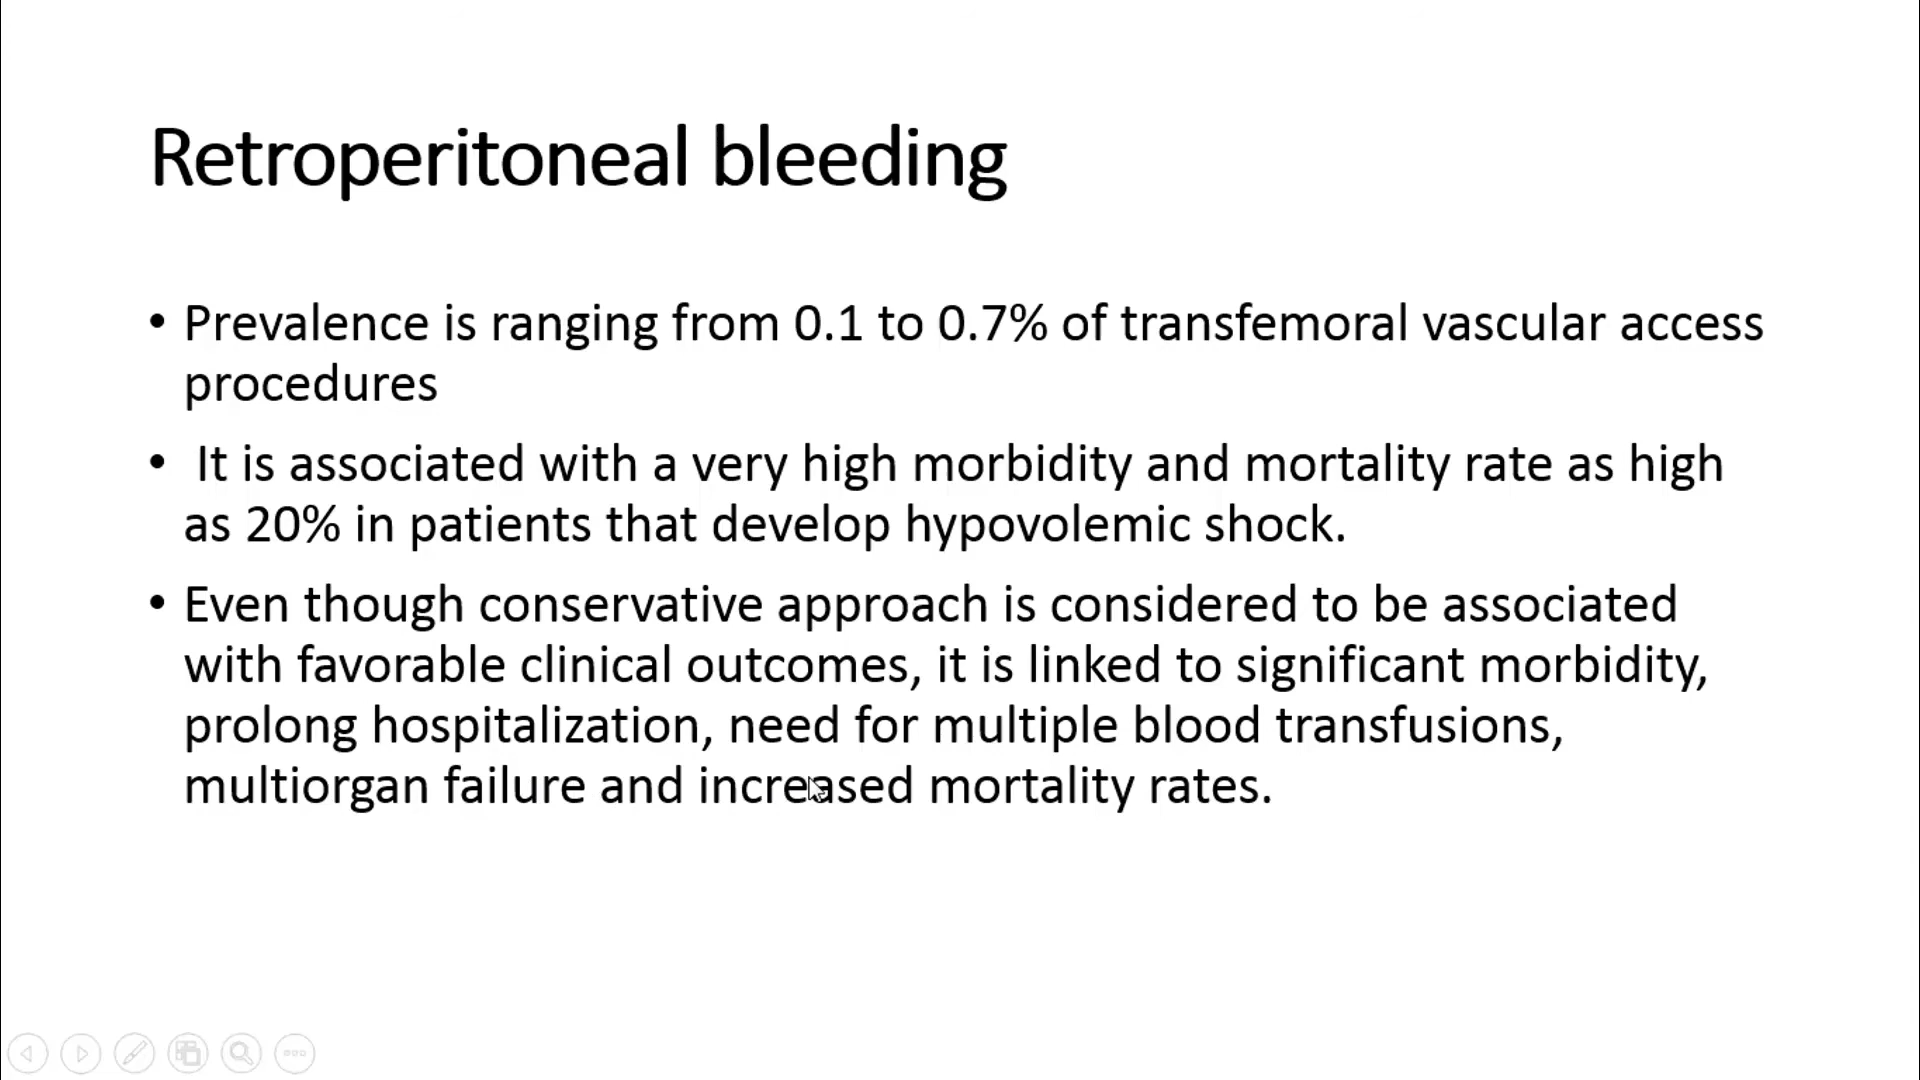 Retroperitoneal bleeding
• Prevalence is ranging from 0.1 to 0.7% of transfemoral vascular access
procedures
• It is associated with a very high morbidity and mortality rate as high
as 20% in patients that develop hypovolemic shock.
• Even though conservative approach is considered to be associated
with favorable clinical outcomes, it is linked to significant morbidity,
prolong hospitalization, need for multiple blood transfusions,
multiorgan failure and increased mortality rates.